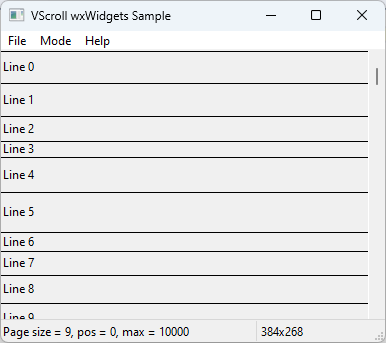 VScroll wxWidgets Sample
File Mode Help
Line 0
Line 1
Line 2
Line 3
Line 4
Line 5
Line 6
Line 7
Line 8
Line 9
Page size = 9, pos = 0, max = 10000 384x268